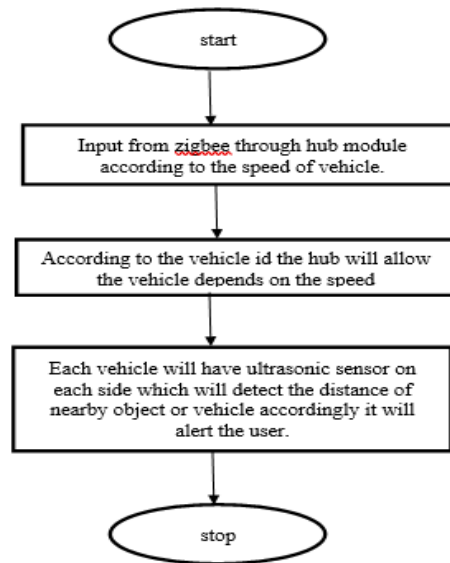 start
Input from zigbee through hub module
according to the speed of vehicle.
According to the vehicle id the hub will allow
the vehicle depends on the speed
Each vehicle will have ultrasonic sensor on
each side which will detect the distance of
nearby object or vehicle accordingly it will
alert the user.
stop